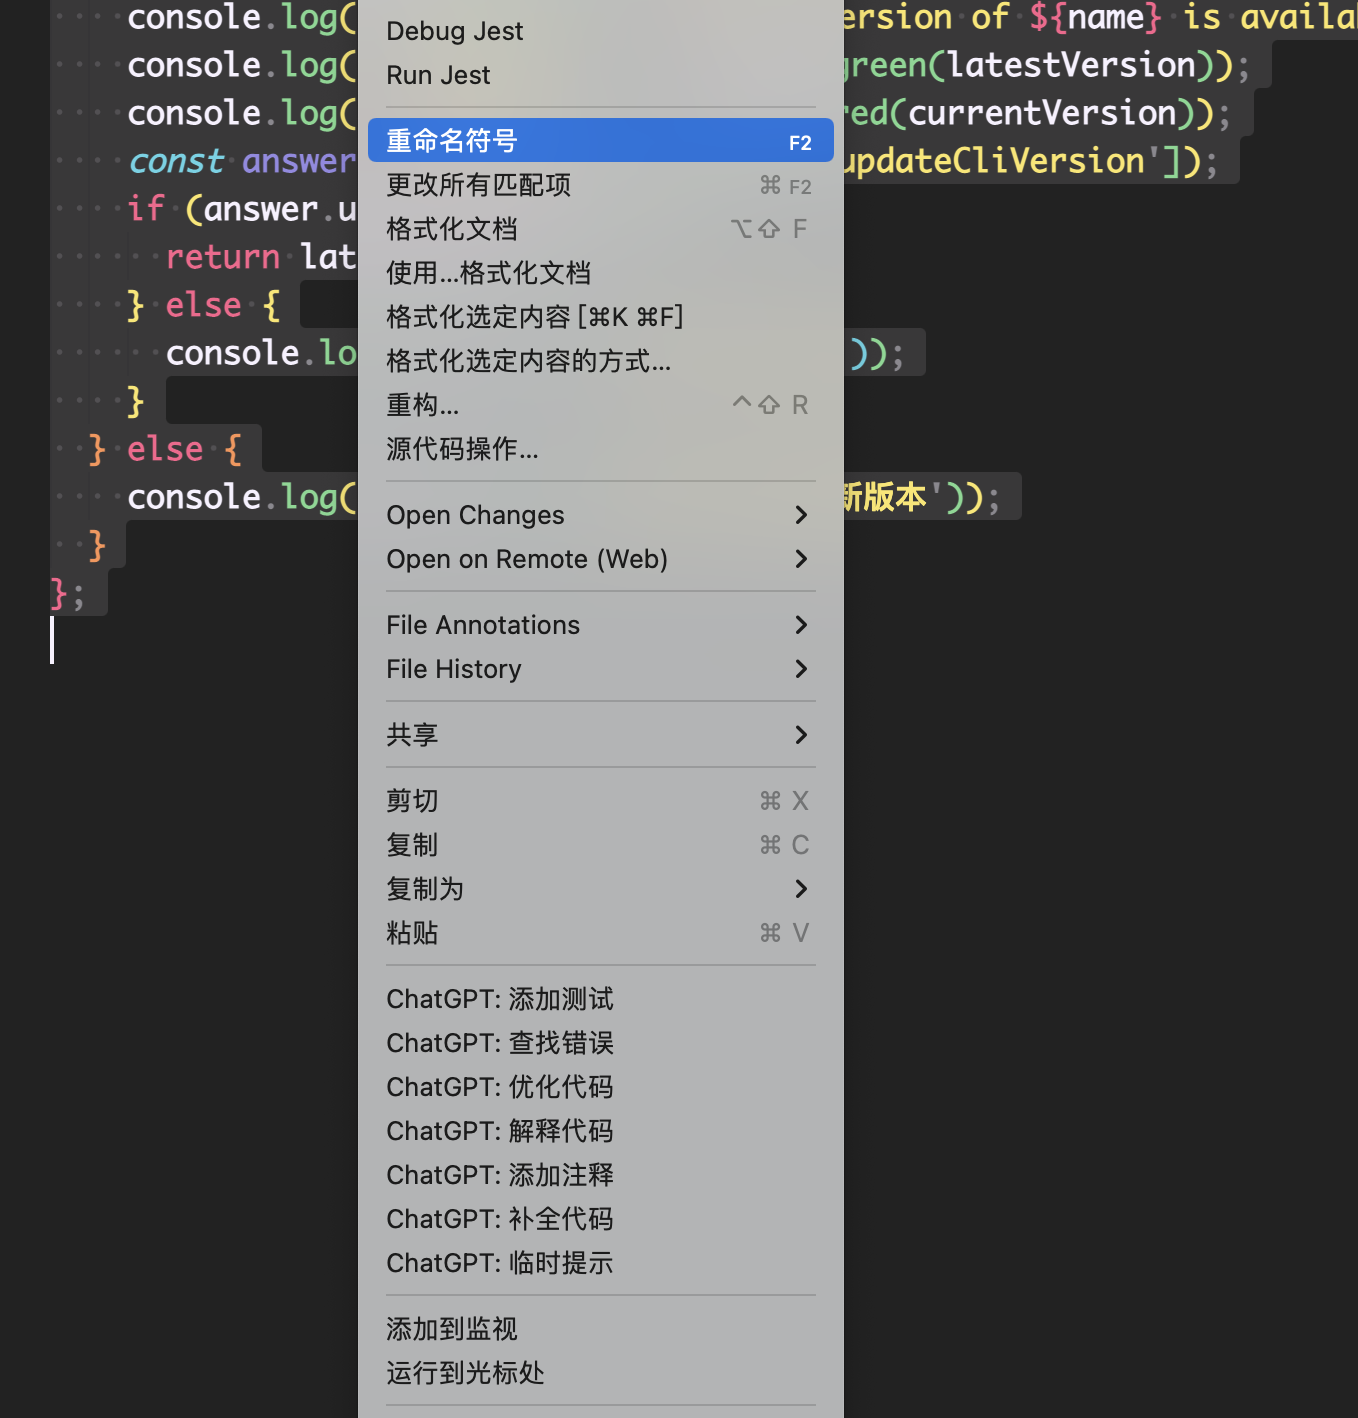 console.log(
ersion of ${name} is availa
console.log(
green(latestVersion));
console.log(
red(currentVersion));
const answer
updateCliVersion']);
if (answer.u
return lat
} else {
console.lo
));
}
} else {
console.log(
新版本'));
}
};
Debug Jest
Run Jest
重命名符号 F2
更改所有匹配项 ⌘ F2
格式化文档 ⌥⇧ F
使用...格式化文档
格式化选定内容 [⌘K ⌘F]
格式化选定内容的方式...
重构... ^⇧ R
源代码操作...
Open Changes
Open on Remote (Web)
File Annotations
File History
共享
剪切 ⌘ X
复制 ⌘ C
复制为
粘贴 ⌘ V
ChatGPT: 添加测试
ChatGPT: 查找错误
ChatGPT: 优化代码
ChatGPT: 解释代码
ChatGPT: 添加注释
ChatGPT: 补全代码
ChatGPT: 临时提示
添加到监视
运行到光标处